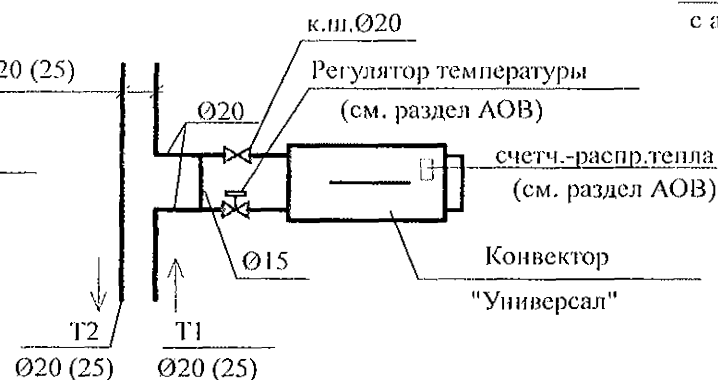 к.ш.Ø20
с а
20 (25)
Регулятор температуры
(см. раздел АОВ)
Ø20
счетч.-распр.тепла
(см. раздел АОВ)
Ø15
Конвектор
"Универсал"
Т2
Т1
Ø20 (25)
Ø20 (25)